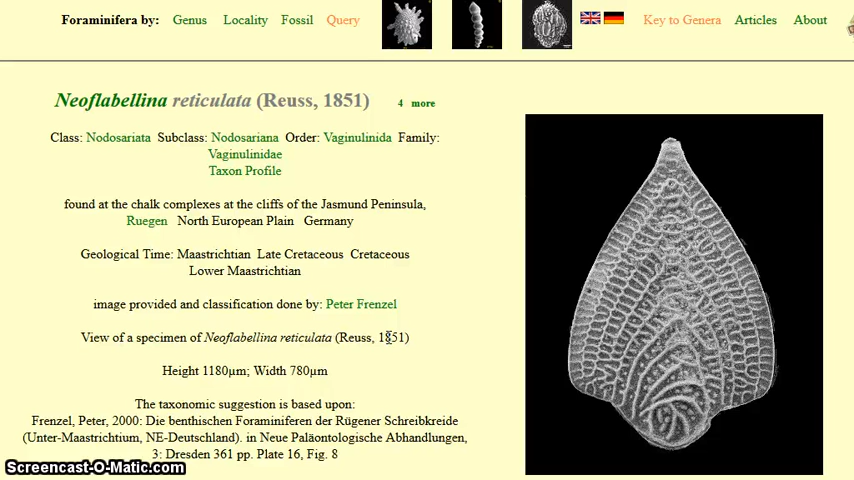 Foraminifera by: Genus Locality Fossil Query Key to Genera Articles About
Neoflabellina reticulata (Reuss, 1851) 4 more
Class: Nodosariata Subclass: Nodosariana Order: Vaginulinida Family:
Vaginulinidae
Taxon Profile
found at the chalk complexes at the cliffs of the Jasmund Peninsula,
Ruegen North European Plain Germany
Geological Time: Maastrichtian Late Cretaceous Cretaceous
Lower Maastrichtian
image provided and classification done by: Peter Frenzel
View of a specimen of Neoflabellina reticulata (Reuss, 1851)
Height 1180µm; Width 780µm
The taxonomic suggestion is based upon:
Frenzel, Peter, 2000: Die benthischen Foraminiferen der Rügener Schreibkreide
(Unter-Maastrichtium, NE-Deutschland). in Neue Paläontologische Abhandlungen,
3: Dresden 361 pp. Plate 16, Fig. 8
Screencast-O-Matic.com